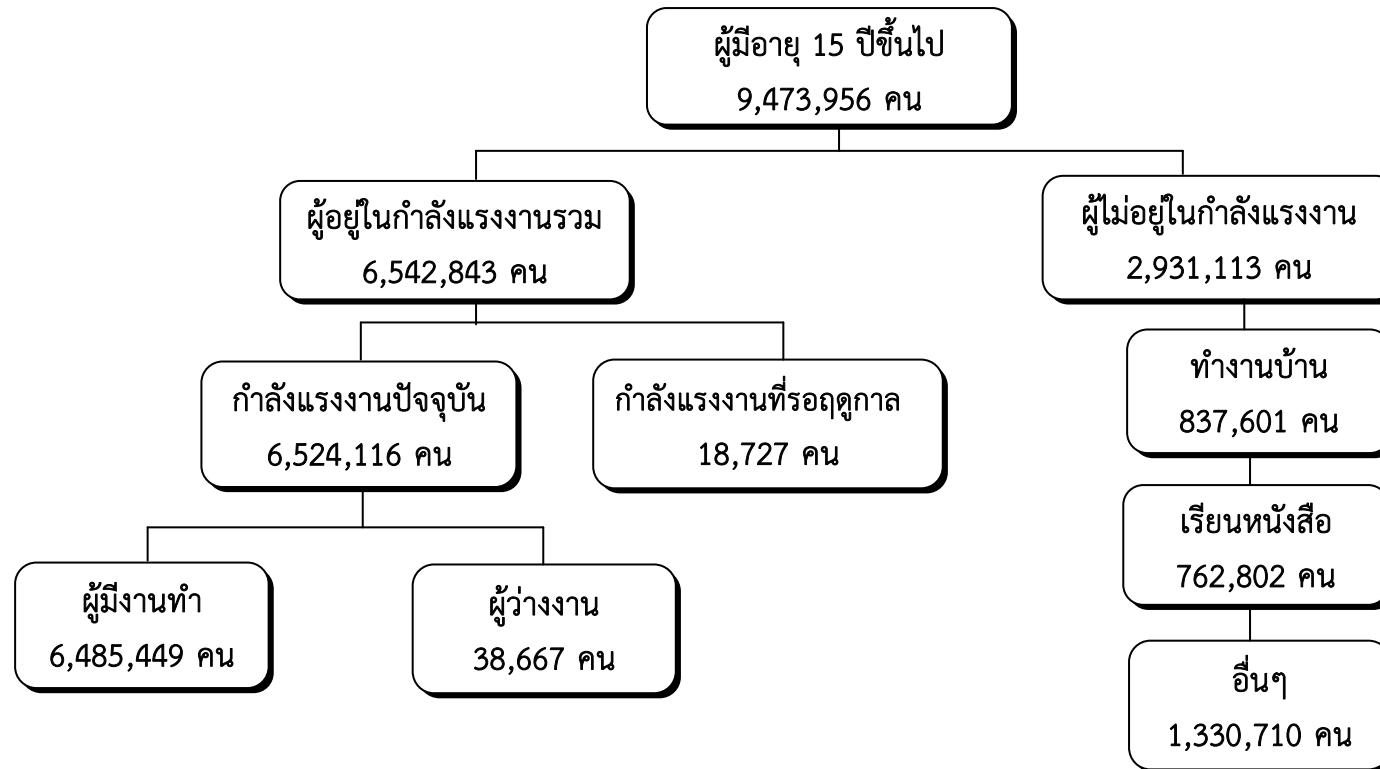 ผู้มีอายุ 15 ปีขึ้นไป
9,473,956 คน
ผู้อยู่ในกำลังแรงงานรวม
6,542,843 คน
ผู้ไม่อยู่ในกำลังแรงงาน
2,931,113 คน
กำลังแรงงานปัจจุบัน
6,524,116 คน
กำลังแรงงานที่รอฤดูกาล
18,727 คน
ทำงานบ้าน
837,601 คน
เรียนหนังสือ
762,802 คน
ผู้มีงานทำ
6,485,449 คน
ผู้ว่างงาน
38,667 คน
อื่นๆ
1,330,710 คน